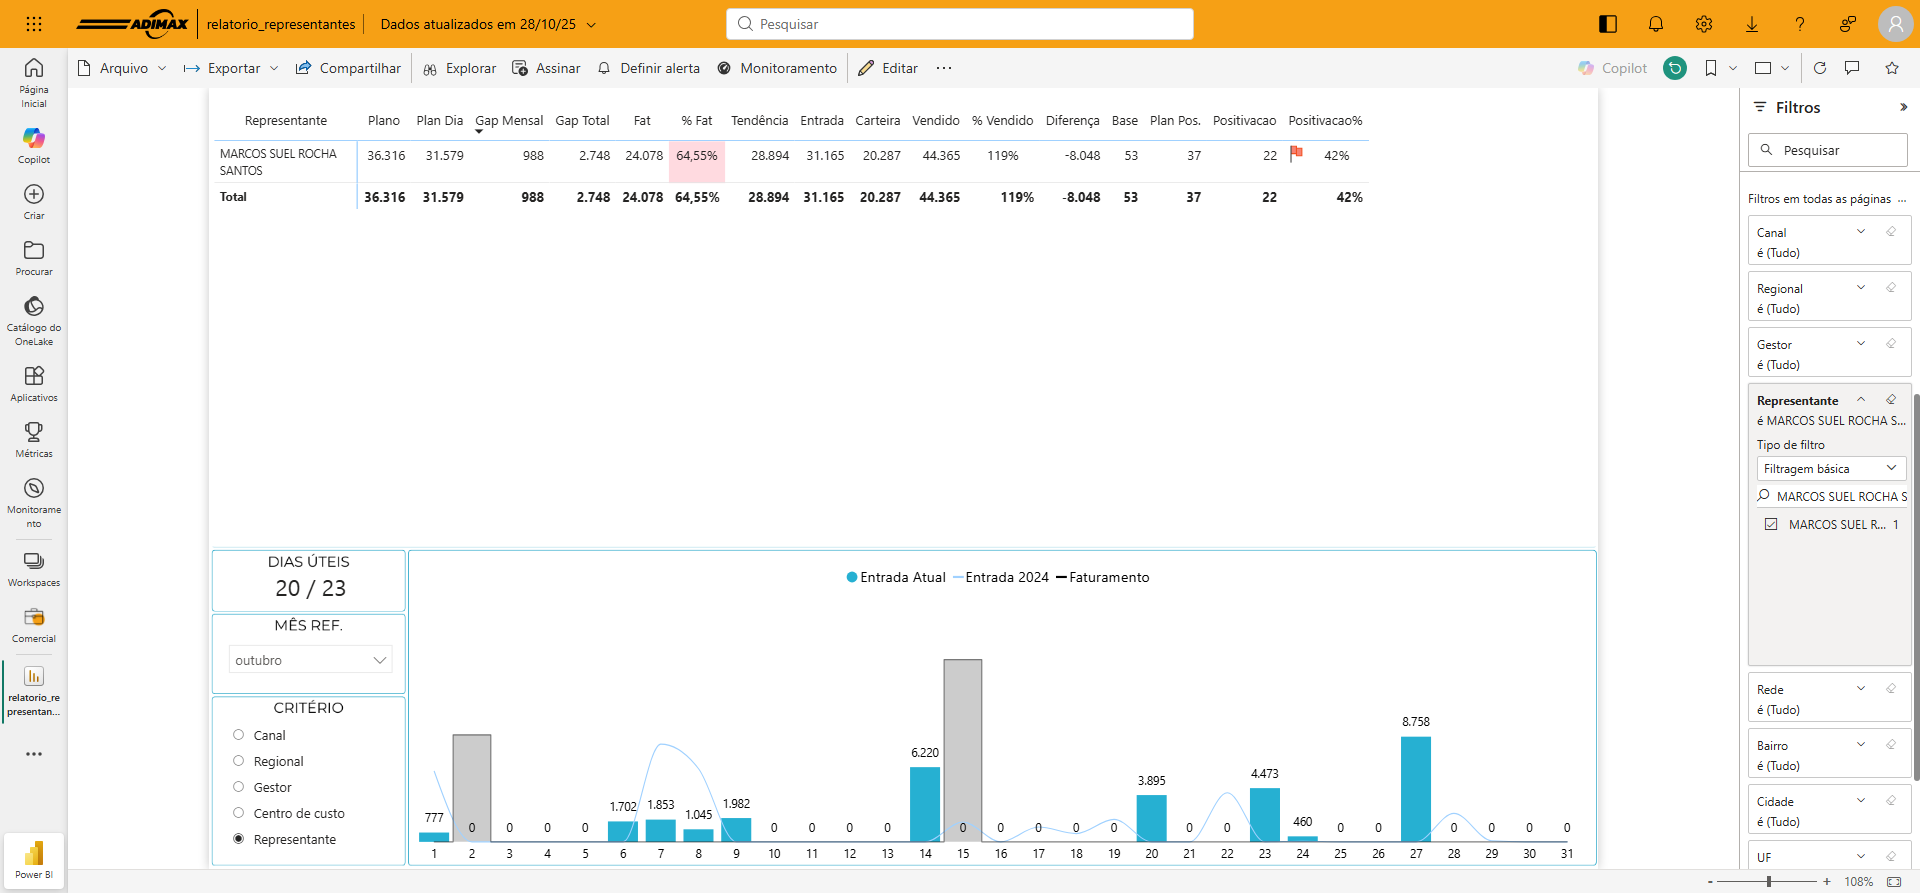 ADIMAX relatorio_representantes Dados atualizados em 28/10/25 Pesquisar
Arquivo Exportar Compartilhar Explorar Assinar Definir alerta Monitoramento Editar ... Copilot
Página Inicial
Copilot
Criar
Procurar
Catálogo do OneLake
Aplicativos
Métricas
Monitorame
nto
Workspaces
Comercial
relatorio_re
presentan...
Power BI
Representante Plano Plan Dia Gap Mensal Gap Total Fat % Fat Tendência Entrada Carteira Vendido % Vendido Diferença Base Plan Pos. Positivacao Positivacao%
MARCOS SUEL ROCHA SANTOS 36.316 31.579 988 2.748 24.078 64,55% 28.894 31.165 20.287 44.365 119% -8.048 53 37 22 42%
Total 36.316 31.579 988 2.748 24.078 64,55% 28.894 31.165 20.287 44.365 119% -8.048 53 37 22 42%
DIAS ÚTEIS
20 / 23
MÊS REF.
outubro
CRITÉRIO
Canal
Regional
Gestor
Centro de custo
Representante
Entrada Atual Entrada 2024 Faturamento
777 0 0 0 0 1.702 1.853 1.045 1.982 0 0 0 0 6.220 0 0 0 0 0 3.895 0 0 4.473 460 0 0 8.758 0 0 0 0
1 2 3 4 5 6 7 8 9 10 11 12 13 14 15 16 17 18 19 20 21 22 23 24 25 26 27 28 29 30 31
Filtros
Pesquisar
Filtros em todas as páginas ...
Canal
é (Tudo)
Regional
é (Tudo)
Gestor
é (Tudo)
Representante
é MARCOS SUEL ROCHA S...
Tipo de filtro
Filtragem básica
MARCOS SUEL ROCHA S
MARCOS SUEL R... 1
Rede
é (Tudo)
Bairro
é (Tudo)
Cidade
é (Tudo)
UF
- + 108%